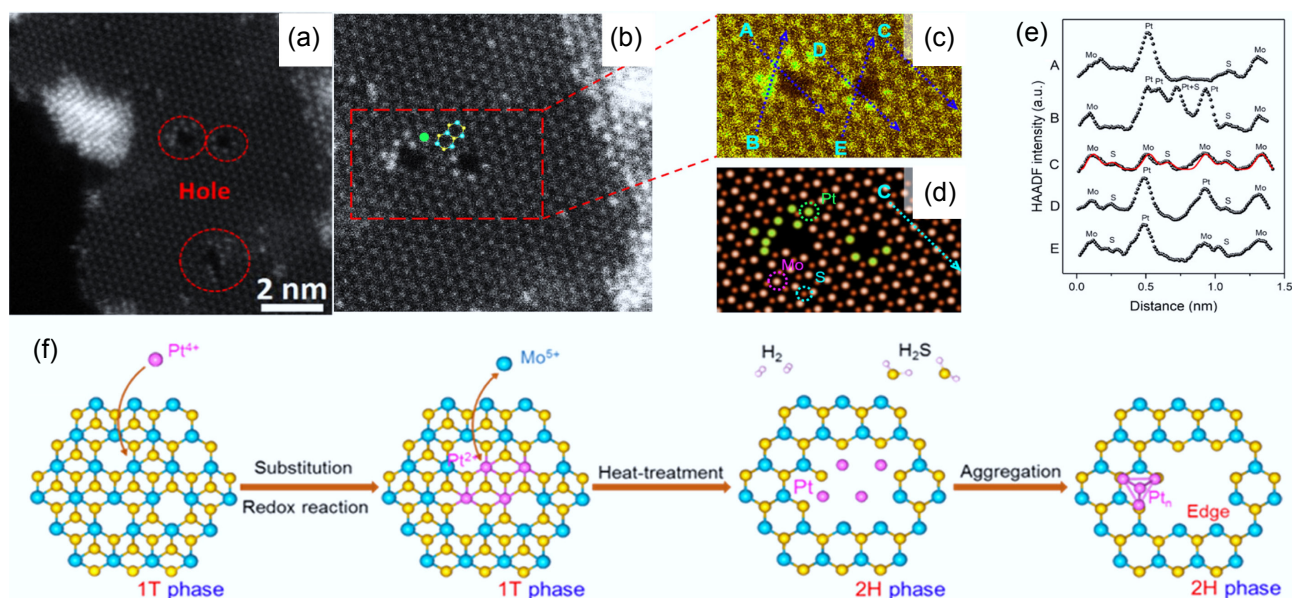 (a)
Hole
2 nm
(b)
(c)
A
D
C
B
E
(d)
Pt
C
Mo
S
(e)
HAADF intensity (a.u.)
A
Mo
Pt
S
Mo
B
Mo
Pt
Pt
Pt+S
Pt
S
Mo
C
Mo
S
Mo
S
Mo
S
Mo
D
Mo
S
Pt
Mo
S
Mo
E
Mo
S
Pt
Mo
S
Mo
0.0 0.5 1.0 1.5
Distance (nm)
(f)
Pt⁴⁺
Mo⁵⁺
H₂
H₂S
Pt²⁺
Substitution
Redox reaction
Heat-treatment
Pt
Aggregation
Ptₙ
Edge
1T phase
1T phase
2H phase
2H phase